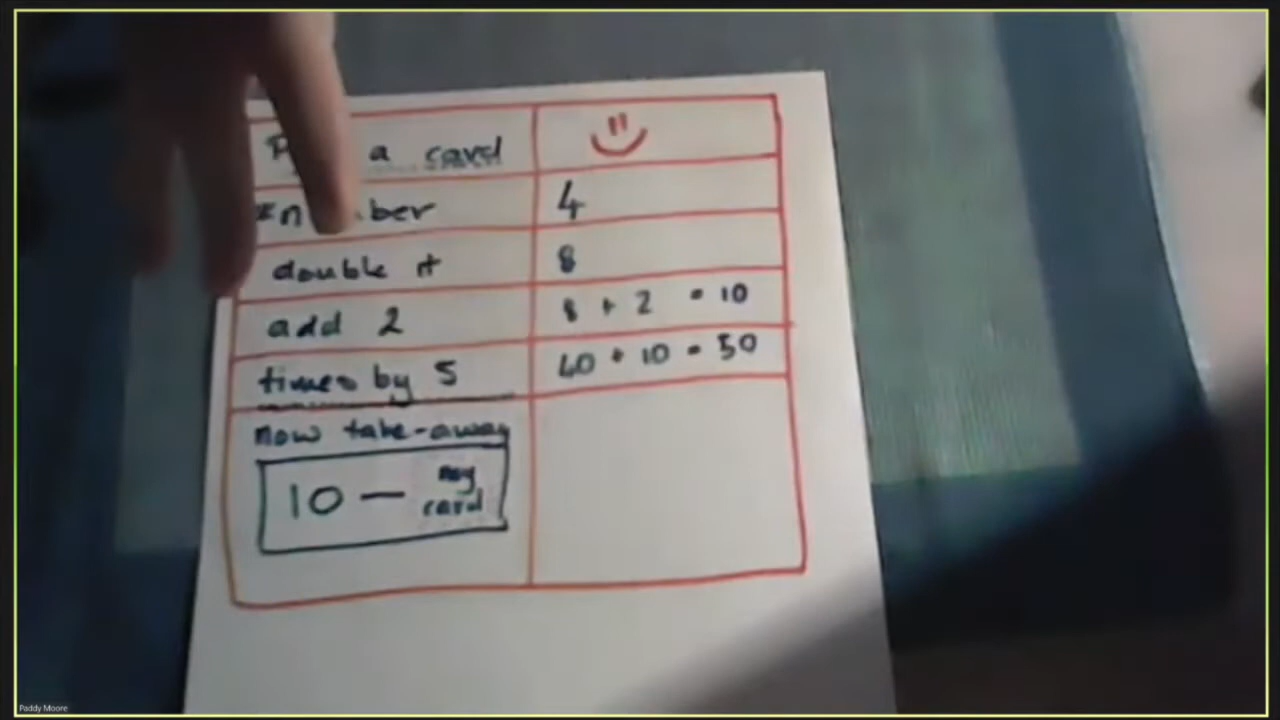 a card
4
double it 8
add 2 8 + 2 = 10
times by 5 40 + 10 = 50
now take-away
10 — my
card
Paddy Moore